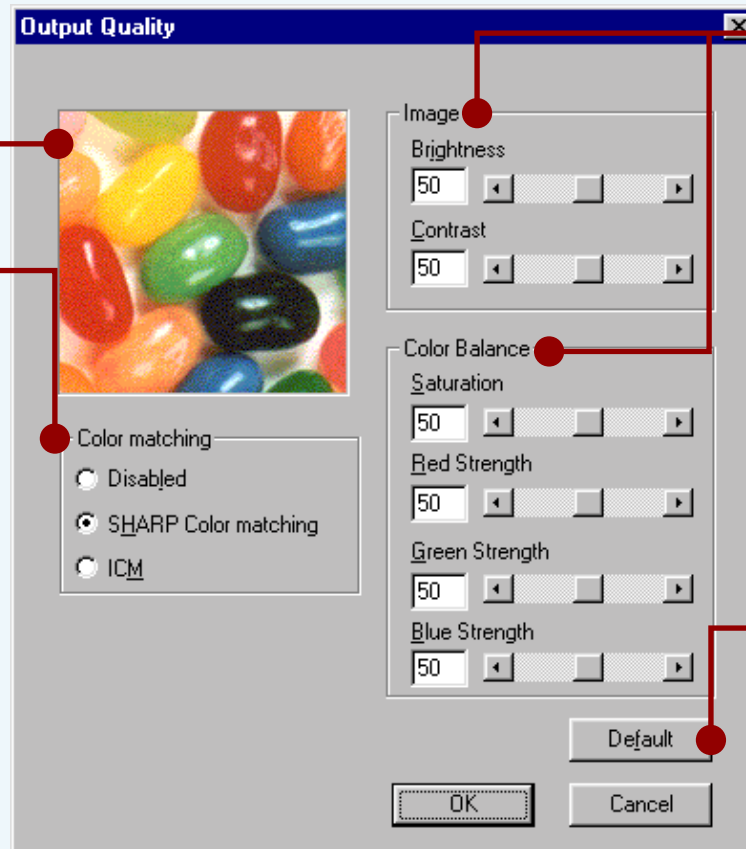 Output Quality
Image
Brightness
50
Contrast
50
Color Balance
Saturation
50
Red Strength
50
Green Strength
50
Blue Strength
50
Color matching
Disabled
SHARP Color matching
ICM
Default
OK
Cancel